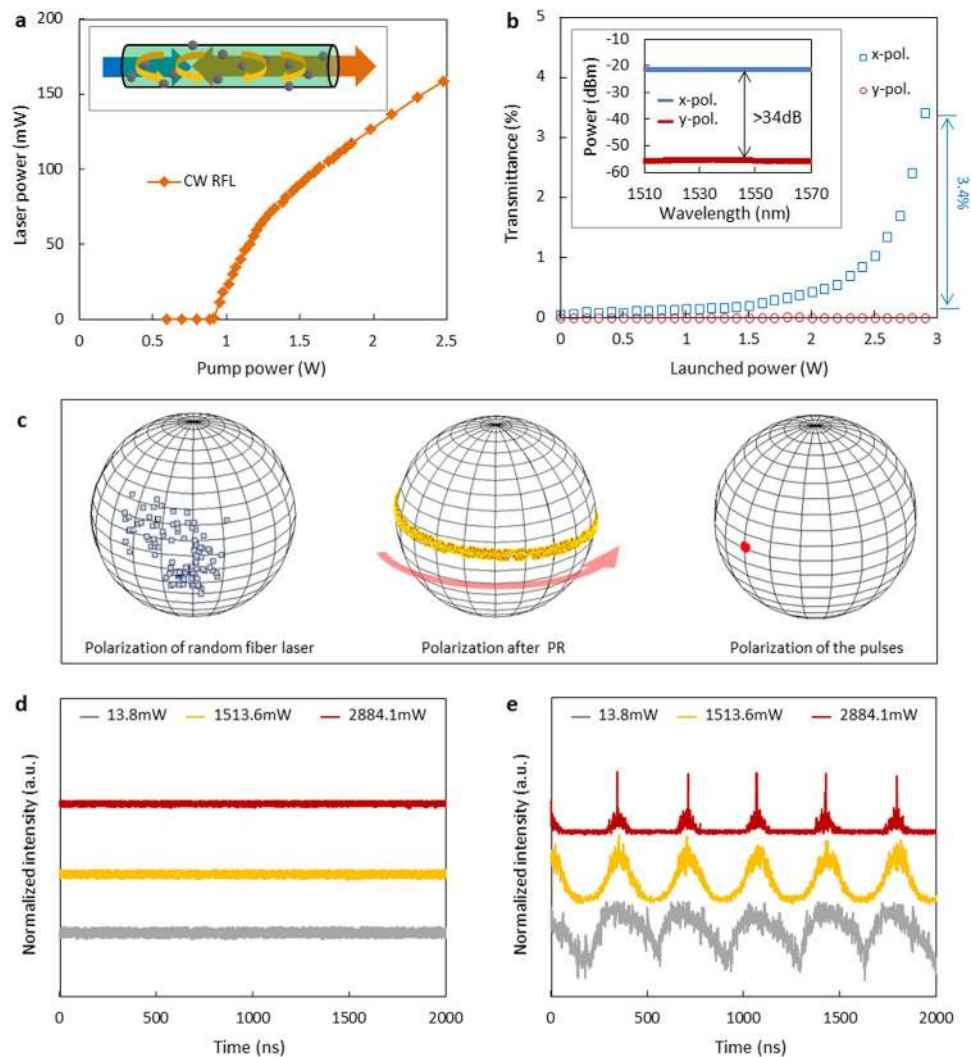 a
200
150
100
50
0
Laser power (mW)
CW RFL
0 0.5 1 1.5 2 2.5
Pump power (W)
b
5
4
3
2
1
0
Transmittance (%)
x-pol.
y-pol.
-10
-20
-30
-40
-50
-60
Power (dBm)
x-pol.
y-pol.
>34dB
1510 1530 1550 1570
Wavelength (nm)
3.4%
0 0.5 1 1.5 2 2.5 3
Launched power (W)
c
Polarization of random fiber laser
Polarization after PR
Polarization of the pulses
d
13.8mW 1513.6mW 2884.1mW
Normalized intensity (a.u.)
0 500 1000 1500 2000
Time (ns)
e
13.8mW 1513.6mW 2884.1mW
Normalized intensity (a.u.)
0 500 1000 1500 2000
Time (ns)